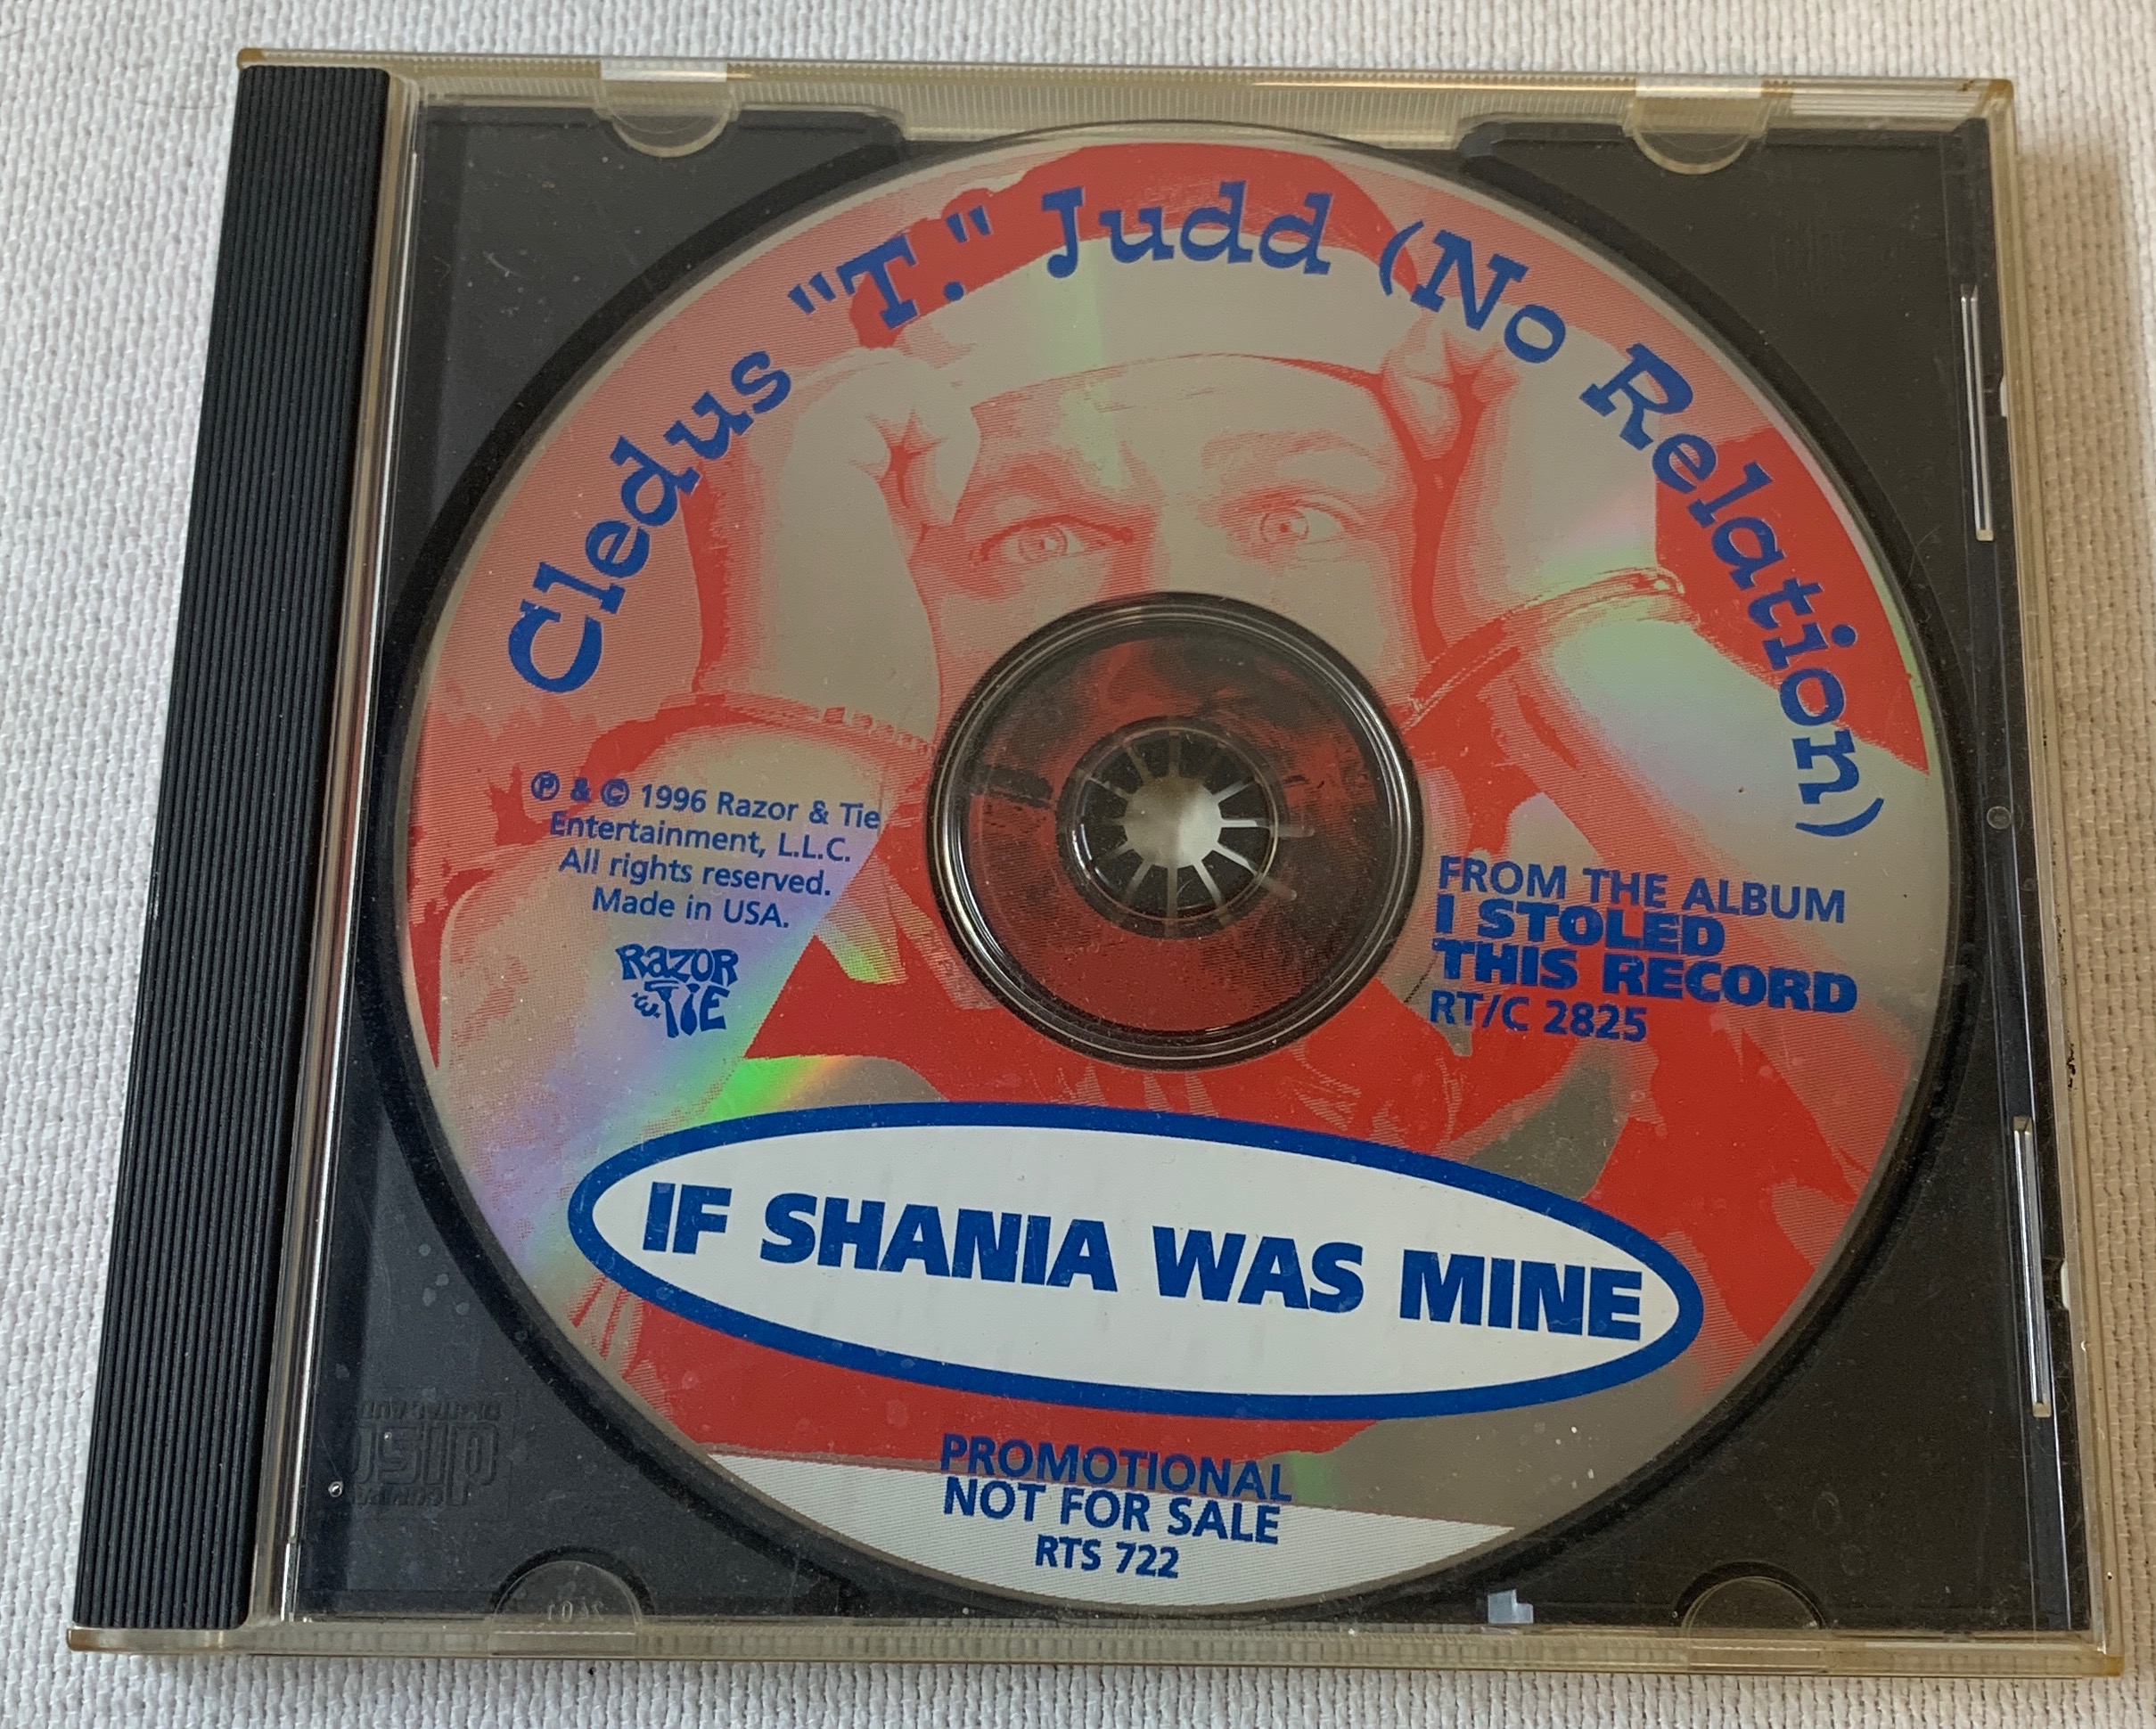 Cledus "T." Judd (No Relation)
℗ & © 1996 Razor & Tie
Entertainment, L.L.C.
All rights reserved.
Made in USA.
RAZOR
& TIE
FROM THE ALBUM
I STOLED
THIS RECORD
RT/C 2825
IF SHANIA WAS MINE
PROMOTIONAL
NOT FOR SALE
RTS 722